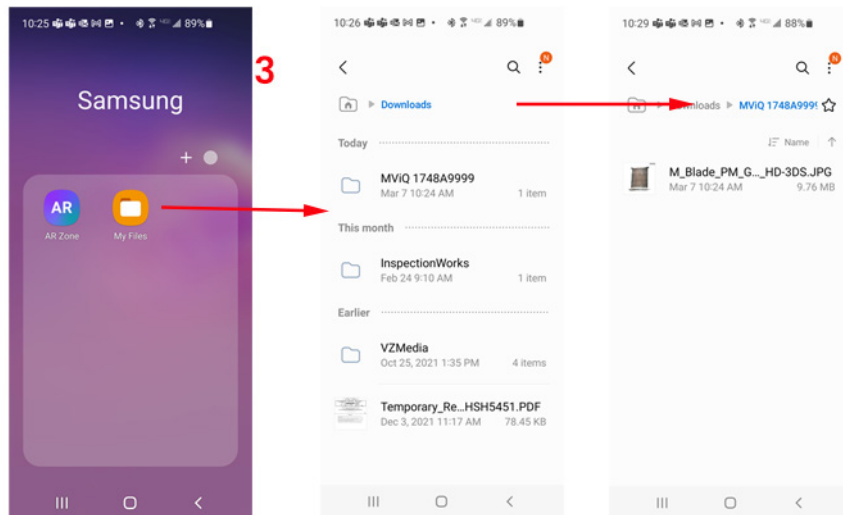 10:25 89%
3
Samsung
AR
AR Zone
My Files
10:26 89%
N
Downloads
Today
MViQ 1748A9999
Mar 7 10:24 AM 1 item
This month
InspectionWorks
Feb 24 9:10 AM 1 item
Earlier
VZMedia
Oct 25, 2021 1:35 PM 4 items
Temporary_Re...HSH5451.PDF
Dec 3, 2021 11:17 AM 78.45 KB
10:29 88%
N
Downloads MViQ 1748A9999
Name
M_Blade_PM_G..._HD-3DS.JPG
Mar 7 10:24 AM 9.76 MB